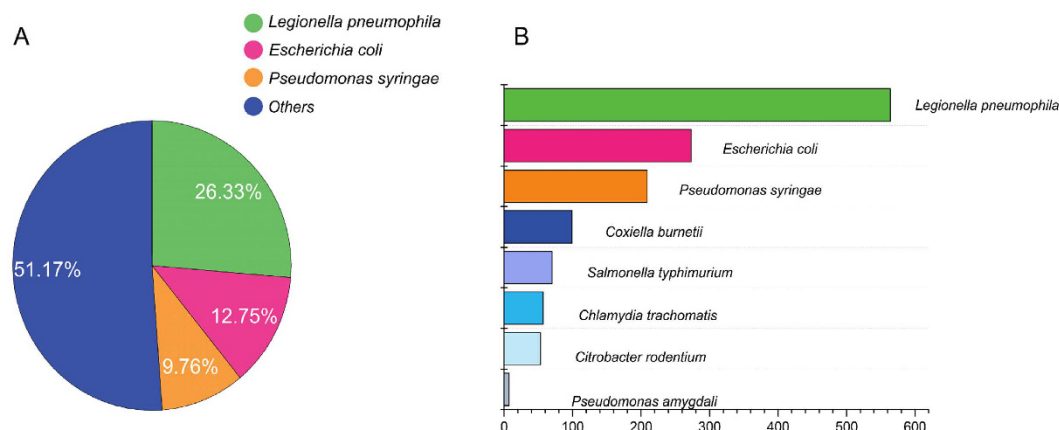 A
Legionella pneumophila
Escherichia coli
Pseudomonas syringae
Others
26.33%
51.17%
12.75%
9.76%
B
Legionella pneumophila
Escherichia coli
Pseudomonas syringae
Coxiella burnetii
Salmonella typhimurium
Chlamydia trachomatis
Citrobacter rodentium
Pseudomonas amygdali
0 100 200 300 400 500 600